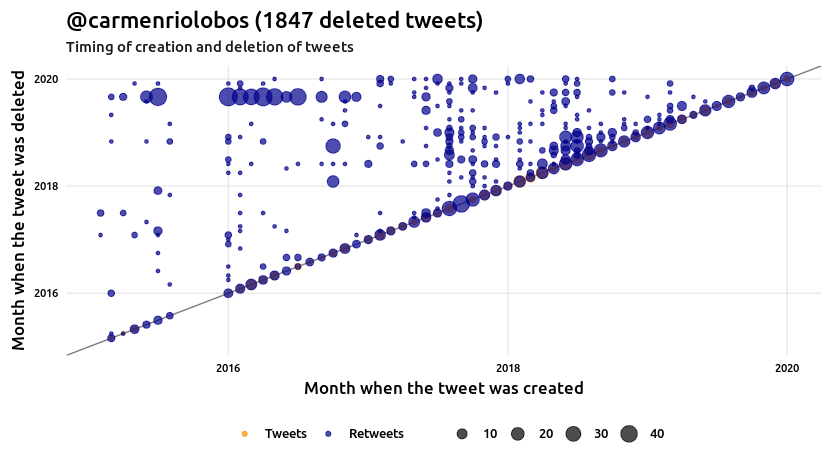 @carmenriolobos (1847 deleted tweets)
Timing of creation and deletion of tweets
Month when the tweet was deleted
2020
2018
2016
2016 2018 2020
Month when the tweet was created
Tweets Retweets 10 20 30 40